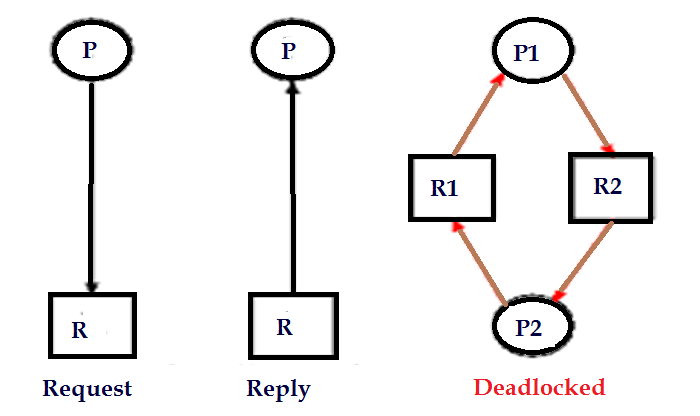 P
P
P1
R1
R2
R
R
P2
Request
Reply
Deadlocked